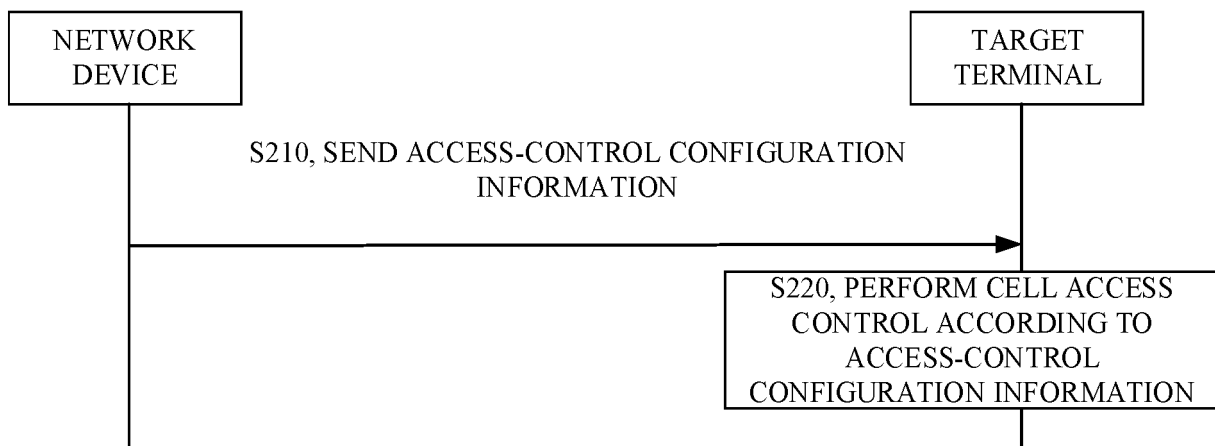 NETWORK
DEVICE
TARGET
TERMINAL
S210, SEND ACCESS-CONTROL CONFIGURATION
INFORMATION
S220, PERFORM CELL ACCESS
CONTROL ACCORDING TO
ACCESS-CONTROL
CONFIGURATION INFORMATION